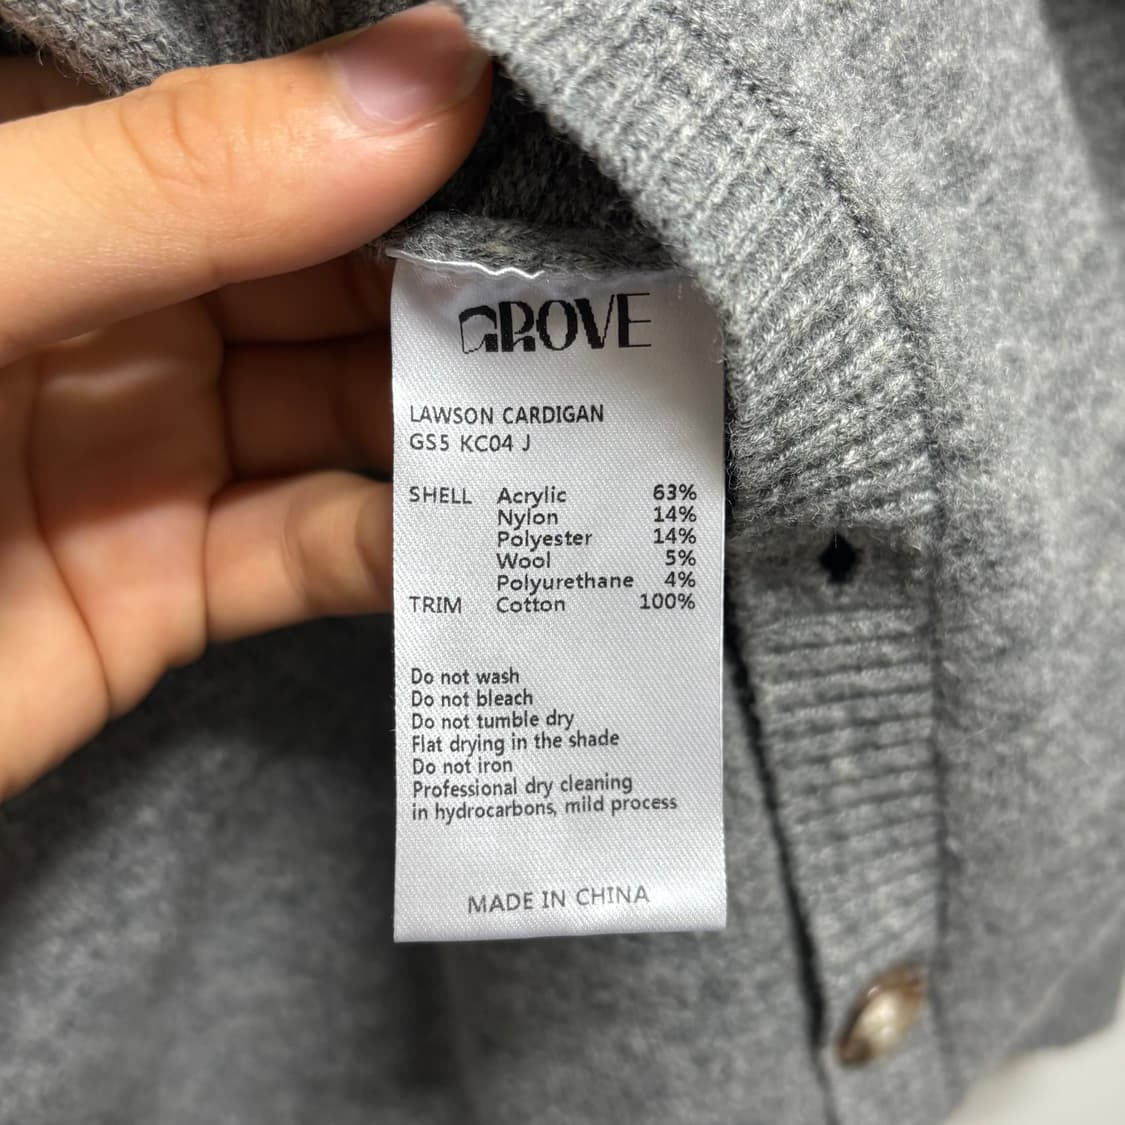 GROVE
LAWSON CARDIGAN
GS5 KC04 J
SHELL Acrylic 63%
Nylon 14%
Polyester 14%
Wool 5%
Polyurethane 4%
TRIM Cotton 100%
Do not wash
Do not bleach
Do not tumble dry
Flat drying in the shade
Do not iron
Professional dry cleaning
in hydrocarbons, mild process
MADE IN CHINA